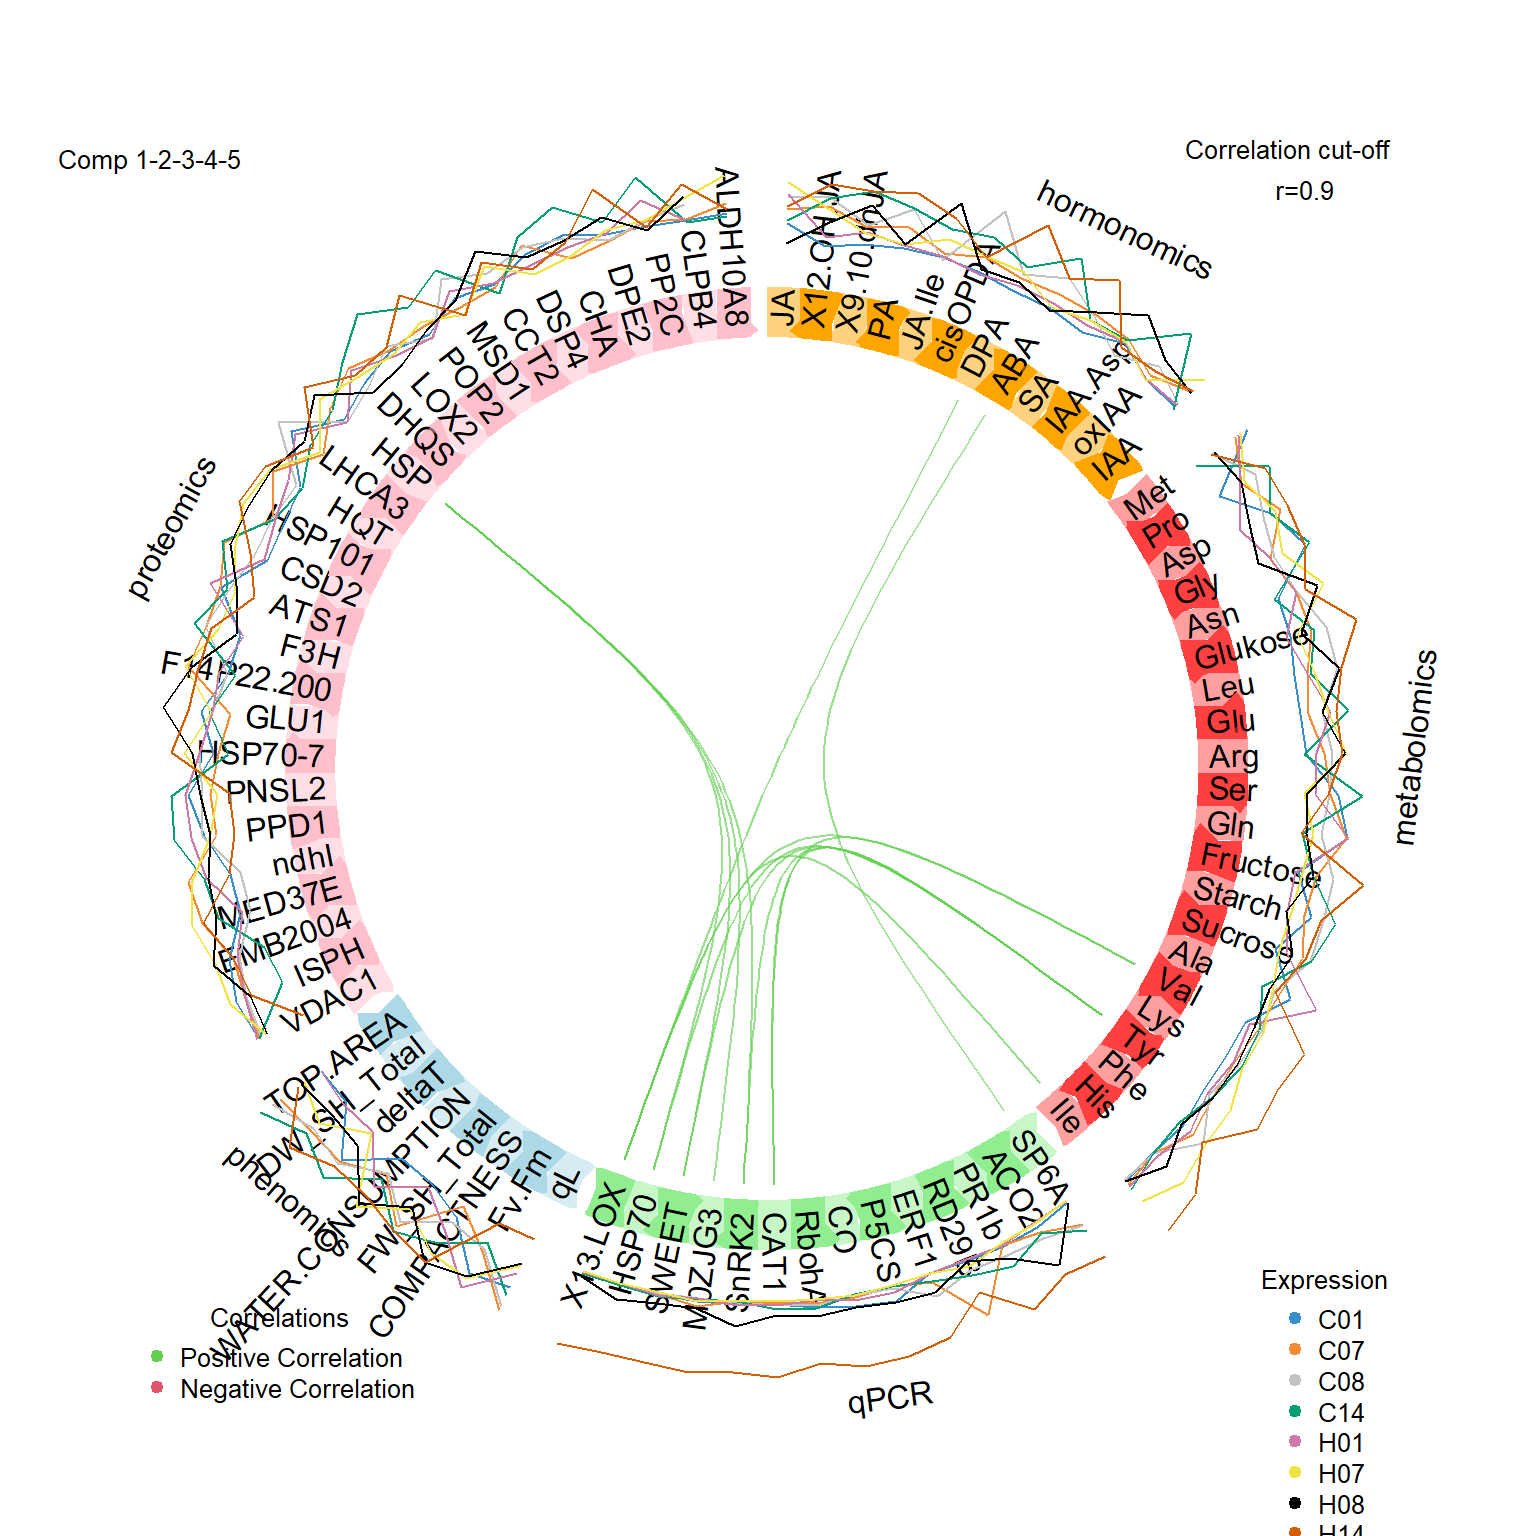 Comp 1-2-3-4-5
Correlation cut-off
r=0.9
hormonomics
JA
X12.OH.JA
X9.10.dhJA
PA
JA.Ile
cisOPDA
DPA
ABA
SA
IAA.Asp
oxIAA
IAA
metabolomics
Met
Pro
Asp
Gly
Asn
Glukose
Leu
Glu
Arg
Ser
Gln
Fructose
Starch
Sucrose
Ala
Val
Lys
Tyr
Phe
His
Ile
qPCR
SP6A
ACO2
PR1b
ERF1
P5CS
CO
RbohA
CAT1
SnRK2
SWEET
HSP70
X13.LOX
phenomics
qL
Fv.Fm
COMPACTNESS
FW_SH_Total
WATER.CONSUMPTION
deltaT
DW_SH_Total
TOP.AREA
proteomics
VDAC1
ISPH
EMB2004
MED37E
ndhI
PPD1
PNSL2
HSP70-7
GLU1
F14P22.200
F3H
ATS1
CSD2
HSP101
HQT
LHCA3
HSP
DHQS
LOX2
POP2
MSD1
CCT2
DSP4
CHA
DPE2
PP2C
CLPB4
ALDH10A8
Correlations
Positive Correlation
Negative Correlation
Expression
C01
C07
C08
C14
H01
H07
H08
H14